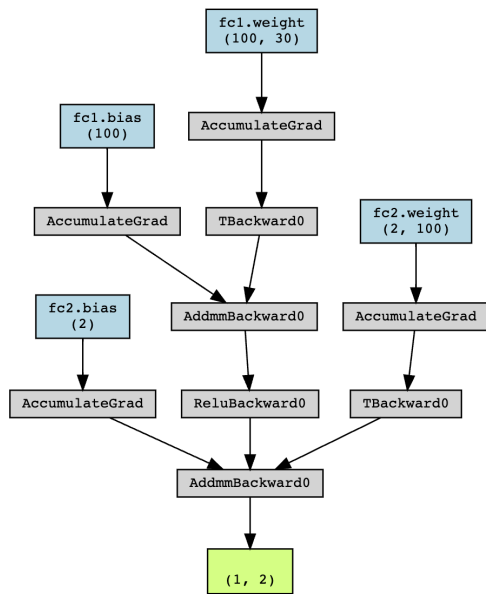 fc1.weight
(100, 30)
AccumulateGrad
fc1.bias
(100)
AccumulateGrad
TBackward0
fc2.weight
(2, 100)
AddmmBackward0
AccumulateGrad
fc2.bias
(2)
AccumulateGrad
ReluBackward0
TBackward0
AddmmBackward0
(1, 2)